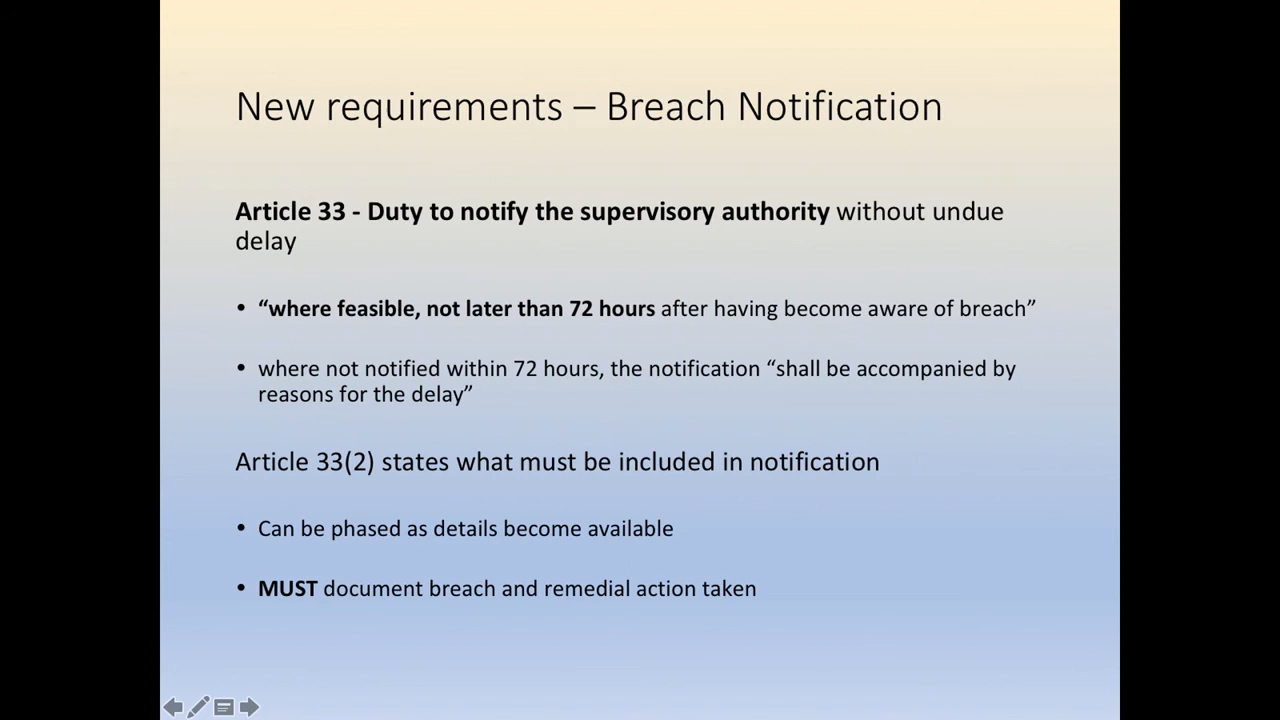 New requirements – Breach Notification
Article 33 - Duty to notify the supervisory authority without undue
delay
• “where feasible, not later than 72 hours after having become aware of breach”
• where not notified within 72 hours, the notification “shall be accompanied by
reasons for the delay”
Article 33(2) states what must be included in notification
• Can be phased as details become available
• MUST document breach and remedial action taken